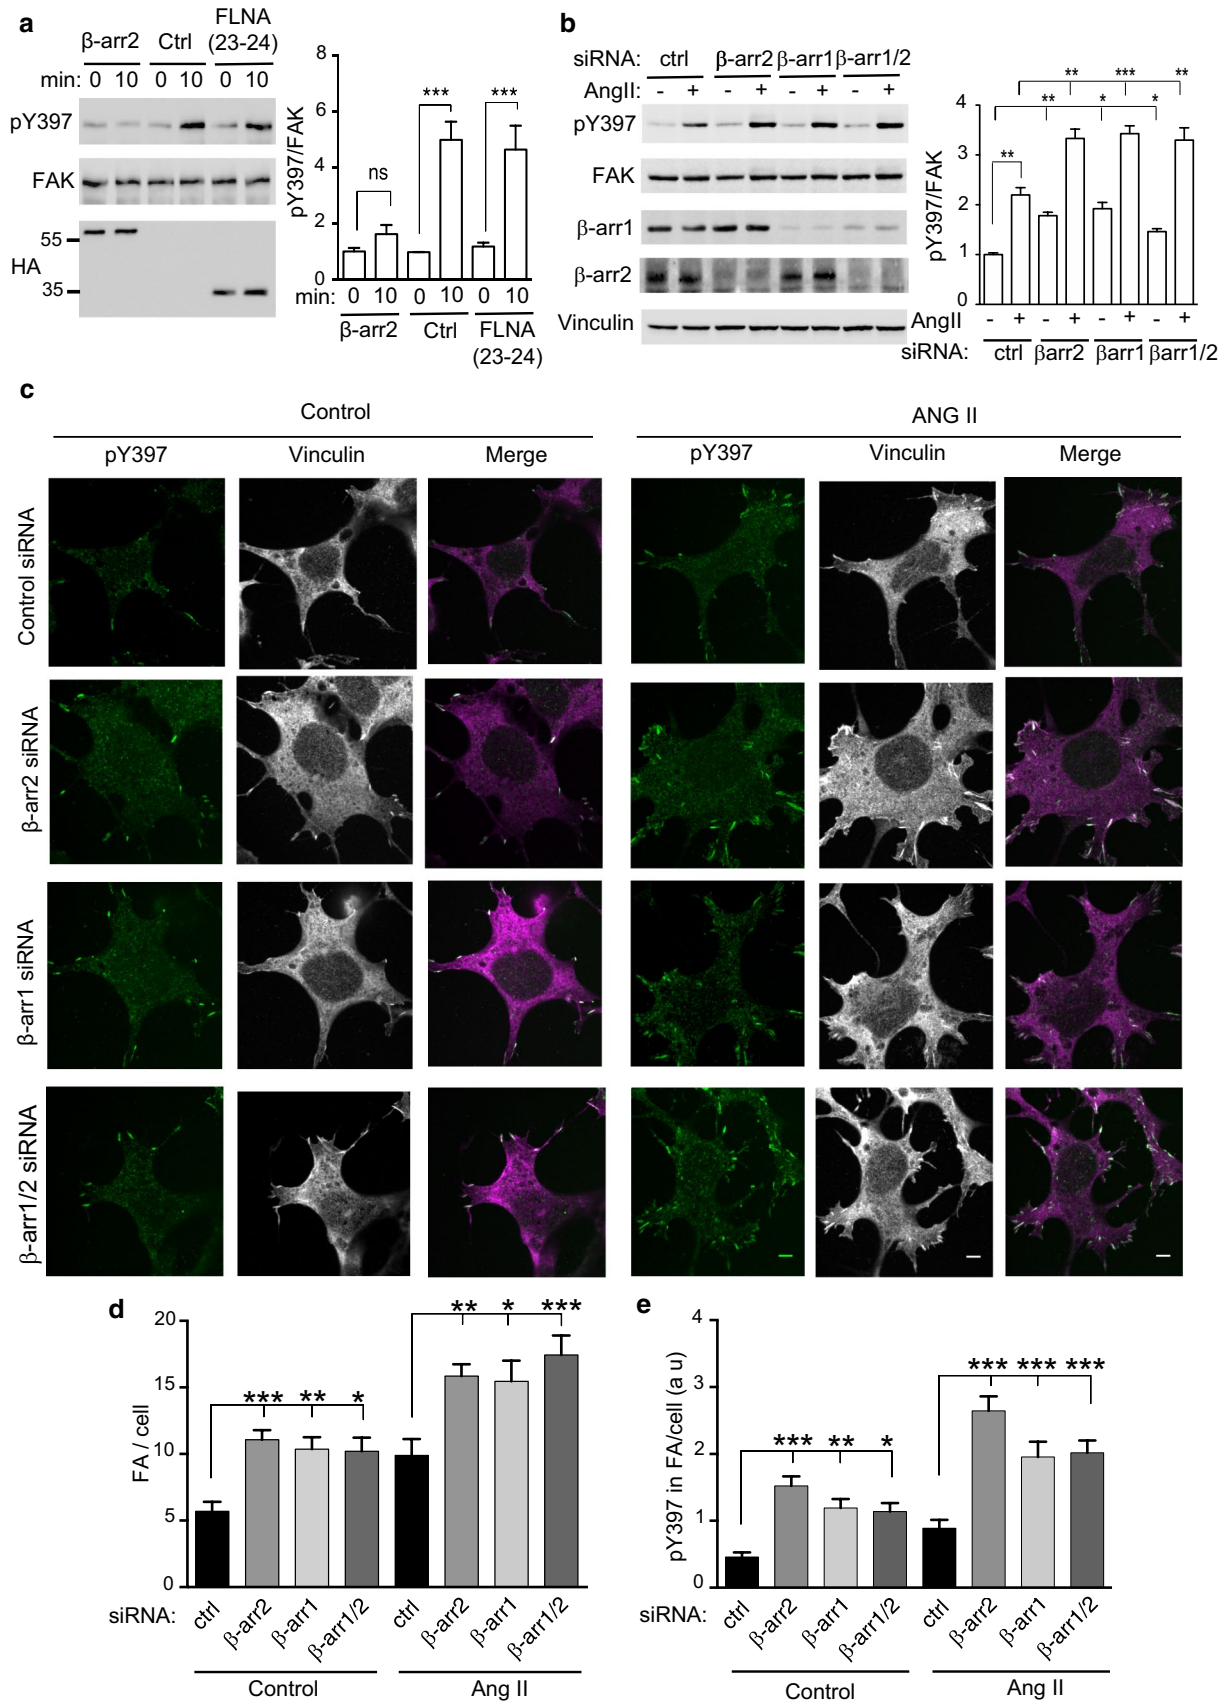 a
FLNA
β-arr2 Ctrl (23-24)
min: 0 10 0 10 0 10
pY397
FAK
55
HA
35
pY397/FAK
8
6
4
2
0
ns
***
***
min: 0 10 0 10 0 10
β-arr2 Ctrl FLNA
(23-24)
b
siRNA: ctrl β-arr2 β-arr1 β-arr1/2
AngII: - + - + - + - +
pY397
FAK
β-arr1
β-arr2
Vinculin
pY397/FAK
4
3
2
1
0
** *** **
** * *
**
AngII - + - + - + - +
siRNA: ctrl βarr2 βarr1 βarr1/2
c
Control
ANG II
pY397 Vinculin Merge pY397 Vinculin Merge
Control siRNA
β-arr2 siRNA
β-arr1 siRNA
β-arr1/2 siRNA
d
FA / cell
20
15
10
5
0
*** ** *
** * ***
siRNA: ctrl β-arr2 β-arr1 β-arr1/2 ctrl β-arr2 β-arr1 β-arr1/2
Control Ang II
e
pY397 in FA/cell (a u)
4
3
2
1
0
*** ** *
*** *** ***
siRNA: ctrl β-arr2 β-arr1 β-arr1/2 ctrl β-arr2 β-arr1 β-arr1/2
Control Ang II